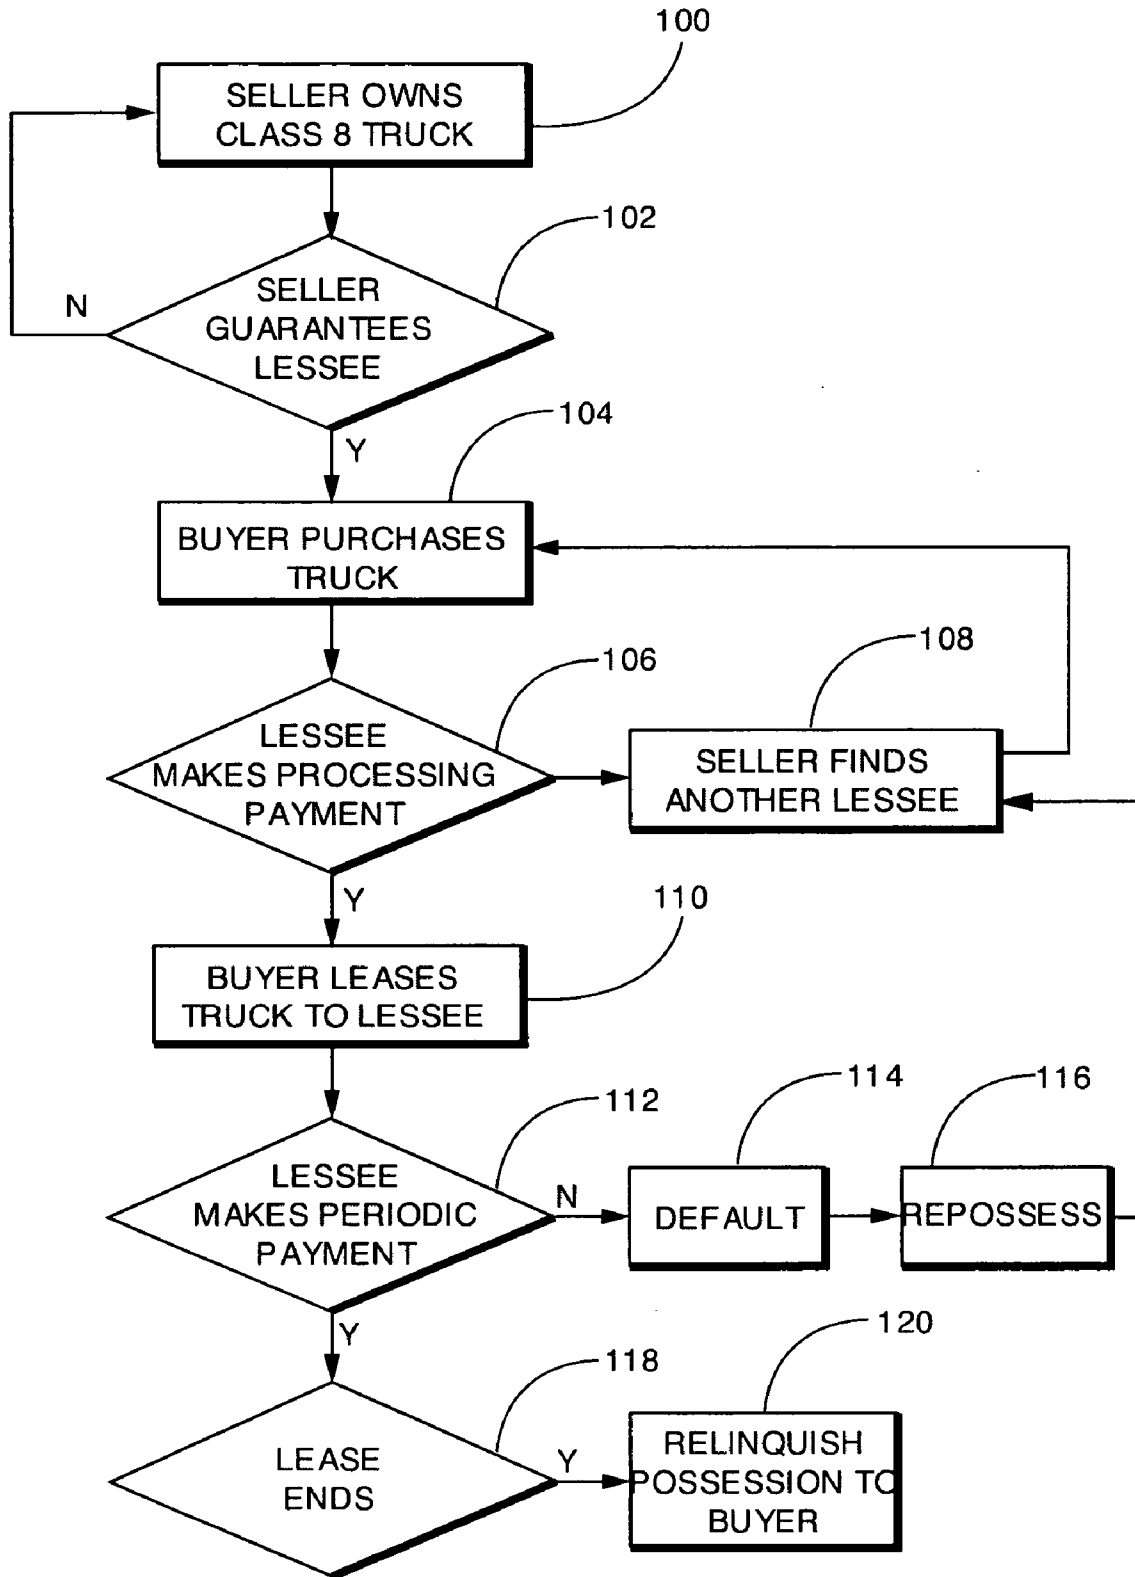 100
SELLER OWNS
CLASS 8 TRUCK
102
N
SELLER
GUARANTEES
LESSEE
Y
104
BUYER PURCHASES
TRUCK
106
108
LESSEE
MAKES PROCESSING
PAYMENT
SELLER FINDS
ANOTHER LESSEE
Y
110
BUYER LEASES
TRUCK TO LESSEE
112
114
116
LESSEE
MAKES PERIODIC
PAYMENT
N
DEFAULT
REPOSSESS
Y
118
120
LEASE
ENDS
Y
RELINQUISH
POSSESSION TO
BUYER